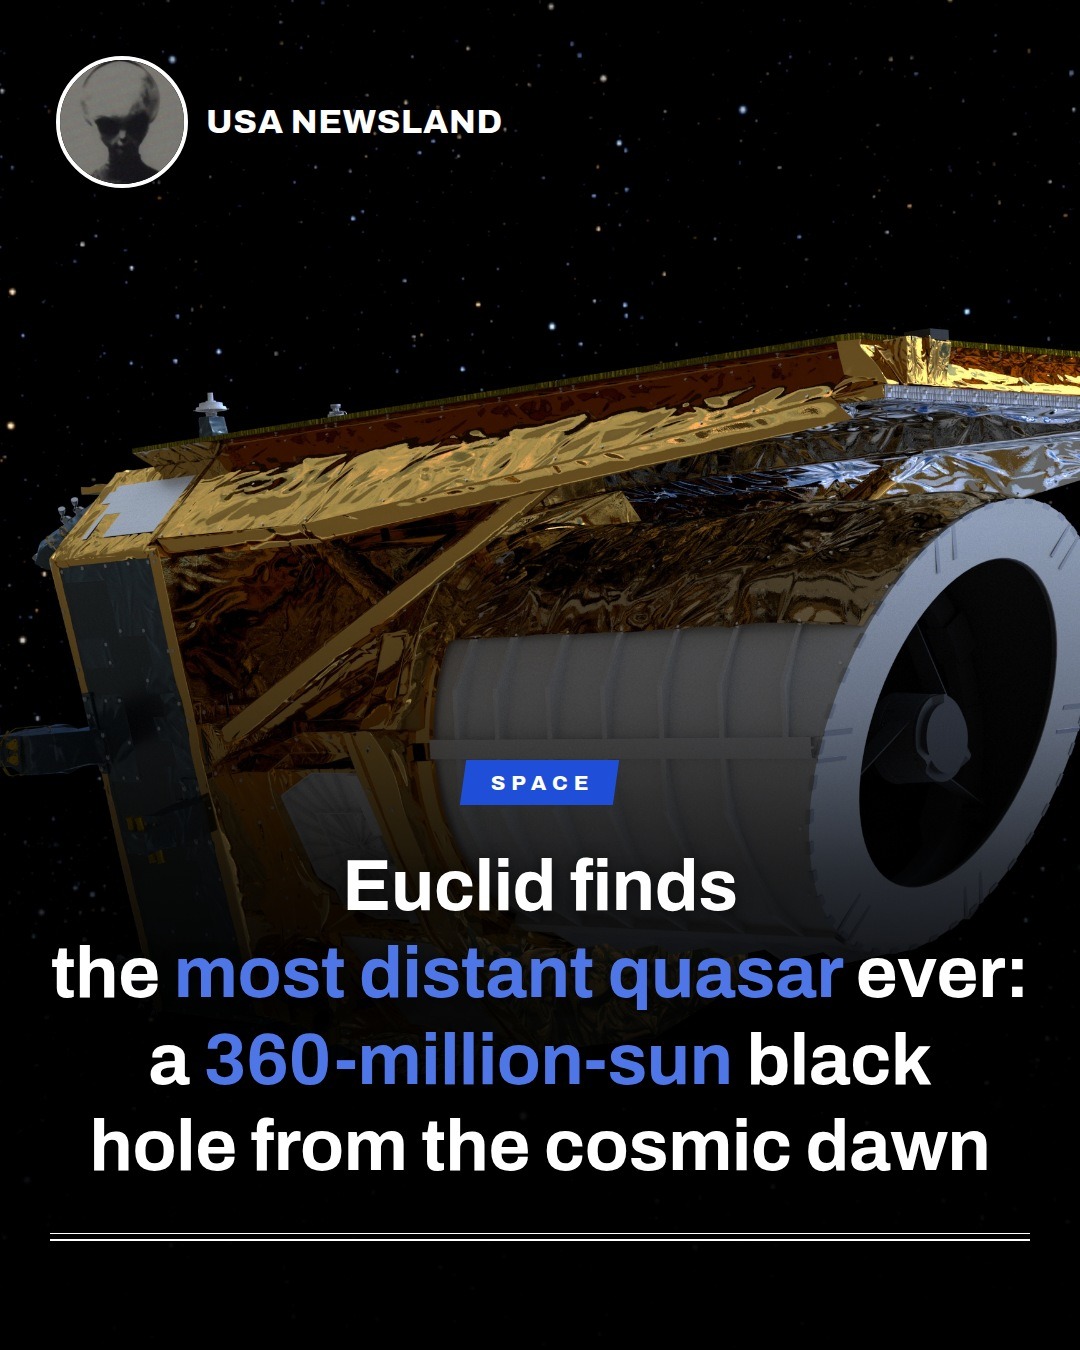 USA NEWSLAND
SPACE
Euclid finds
the most distant quasar ever:
a 360-million-sun black
hole from the cosmic dawn